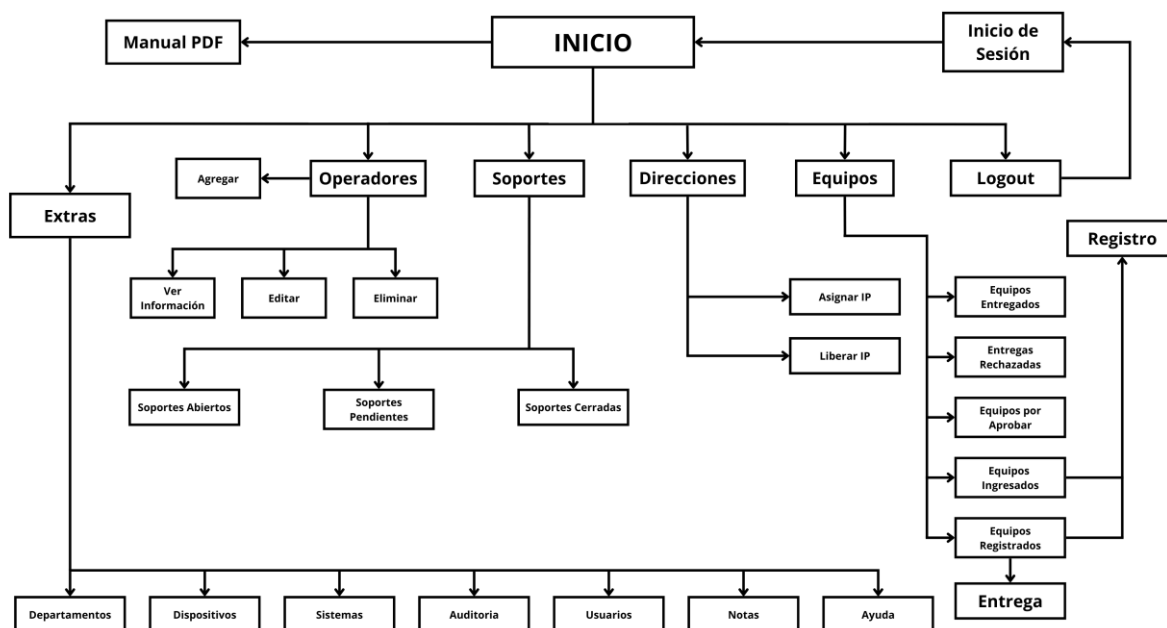 Manual PDF
INICIO
Inicio de
Sesión
Agregar
Operadores
Soportes
Direcciones
Equipos
Logout
Extras
Registro
Ver
Información
Editar
Eliminar
Asignar IP
Equipos
Entregados
Liberar IP
Entregas
Rechazadas
Soportes Abiertos
Soportes
Pendientes
Soportes Cerradas
Equipos por
Aprobar
Equipos
Ingresados
Equipos
Registrados
Entrega
Departamentos
Dispositivos
Sistemas
Auditoria
Usuarios
Notas
Ayuda